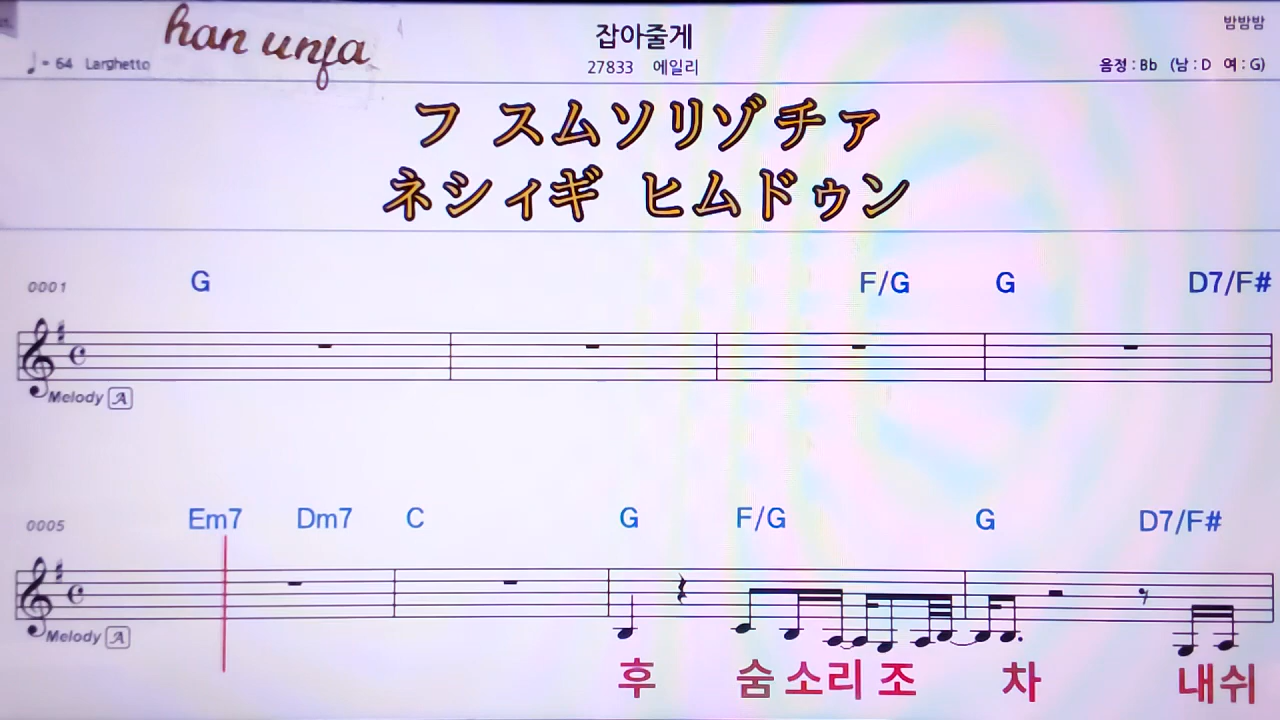 han unfa
잡아줄게
밤밤밤
♩= 64 Larghetto
27833 에일리
음정 : Bb (남 : D 여 : G)
フ スムソリゾチァ
ネシィギ ヒムドゥン
0001 G F/G G D7/F#
Melody A
0005 Em7 Dm7 C G F/G G D7/F#
Melody A
후 숨소리 조 차 내쉬